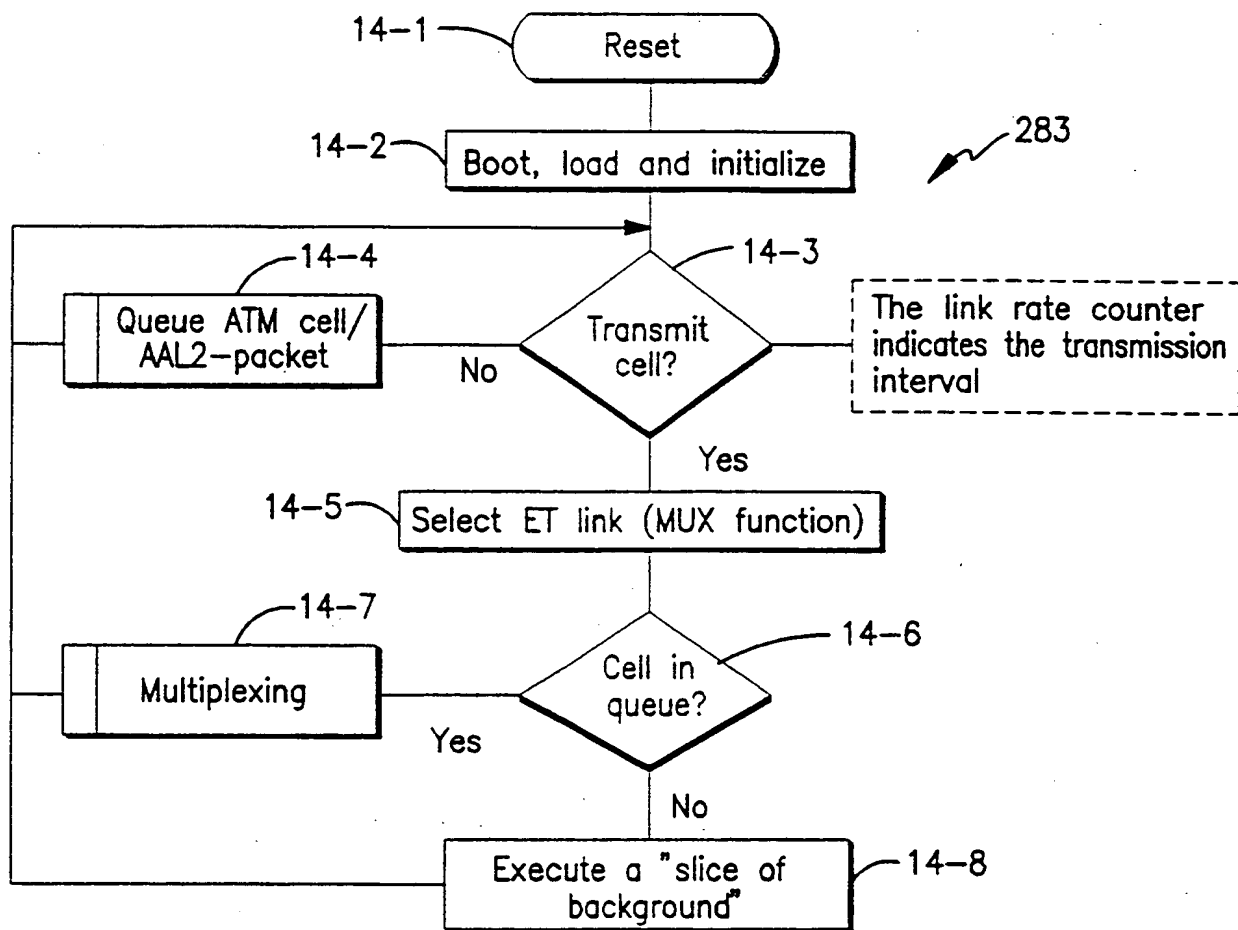 14-1
Reset
14-2
Boot, load and initialize
283
14-4
14-3
Queue ATM cell/
AAL2-packet
No
Transmit
cell?
The link rate counter
indicates the transmission
interval
Yes
14-5
Select ET link (MUX function)
14-7
14-6
Multiplexing
Yes
Cell in
queue?
No
Execute a "slice of
background"
14-8